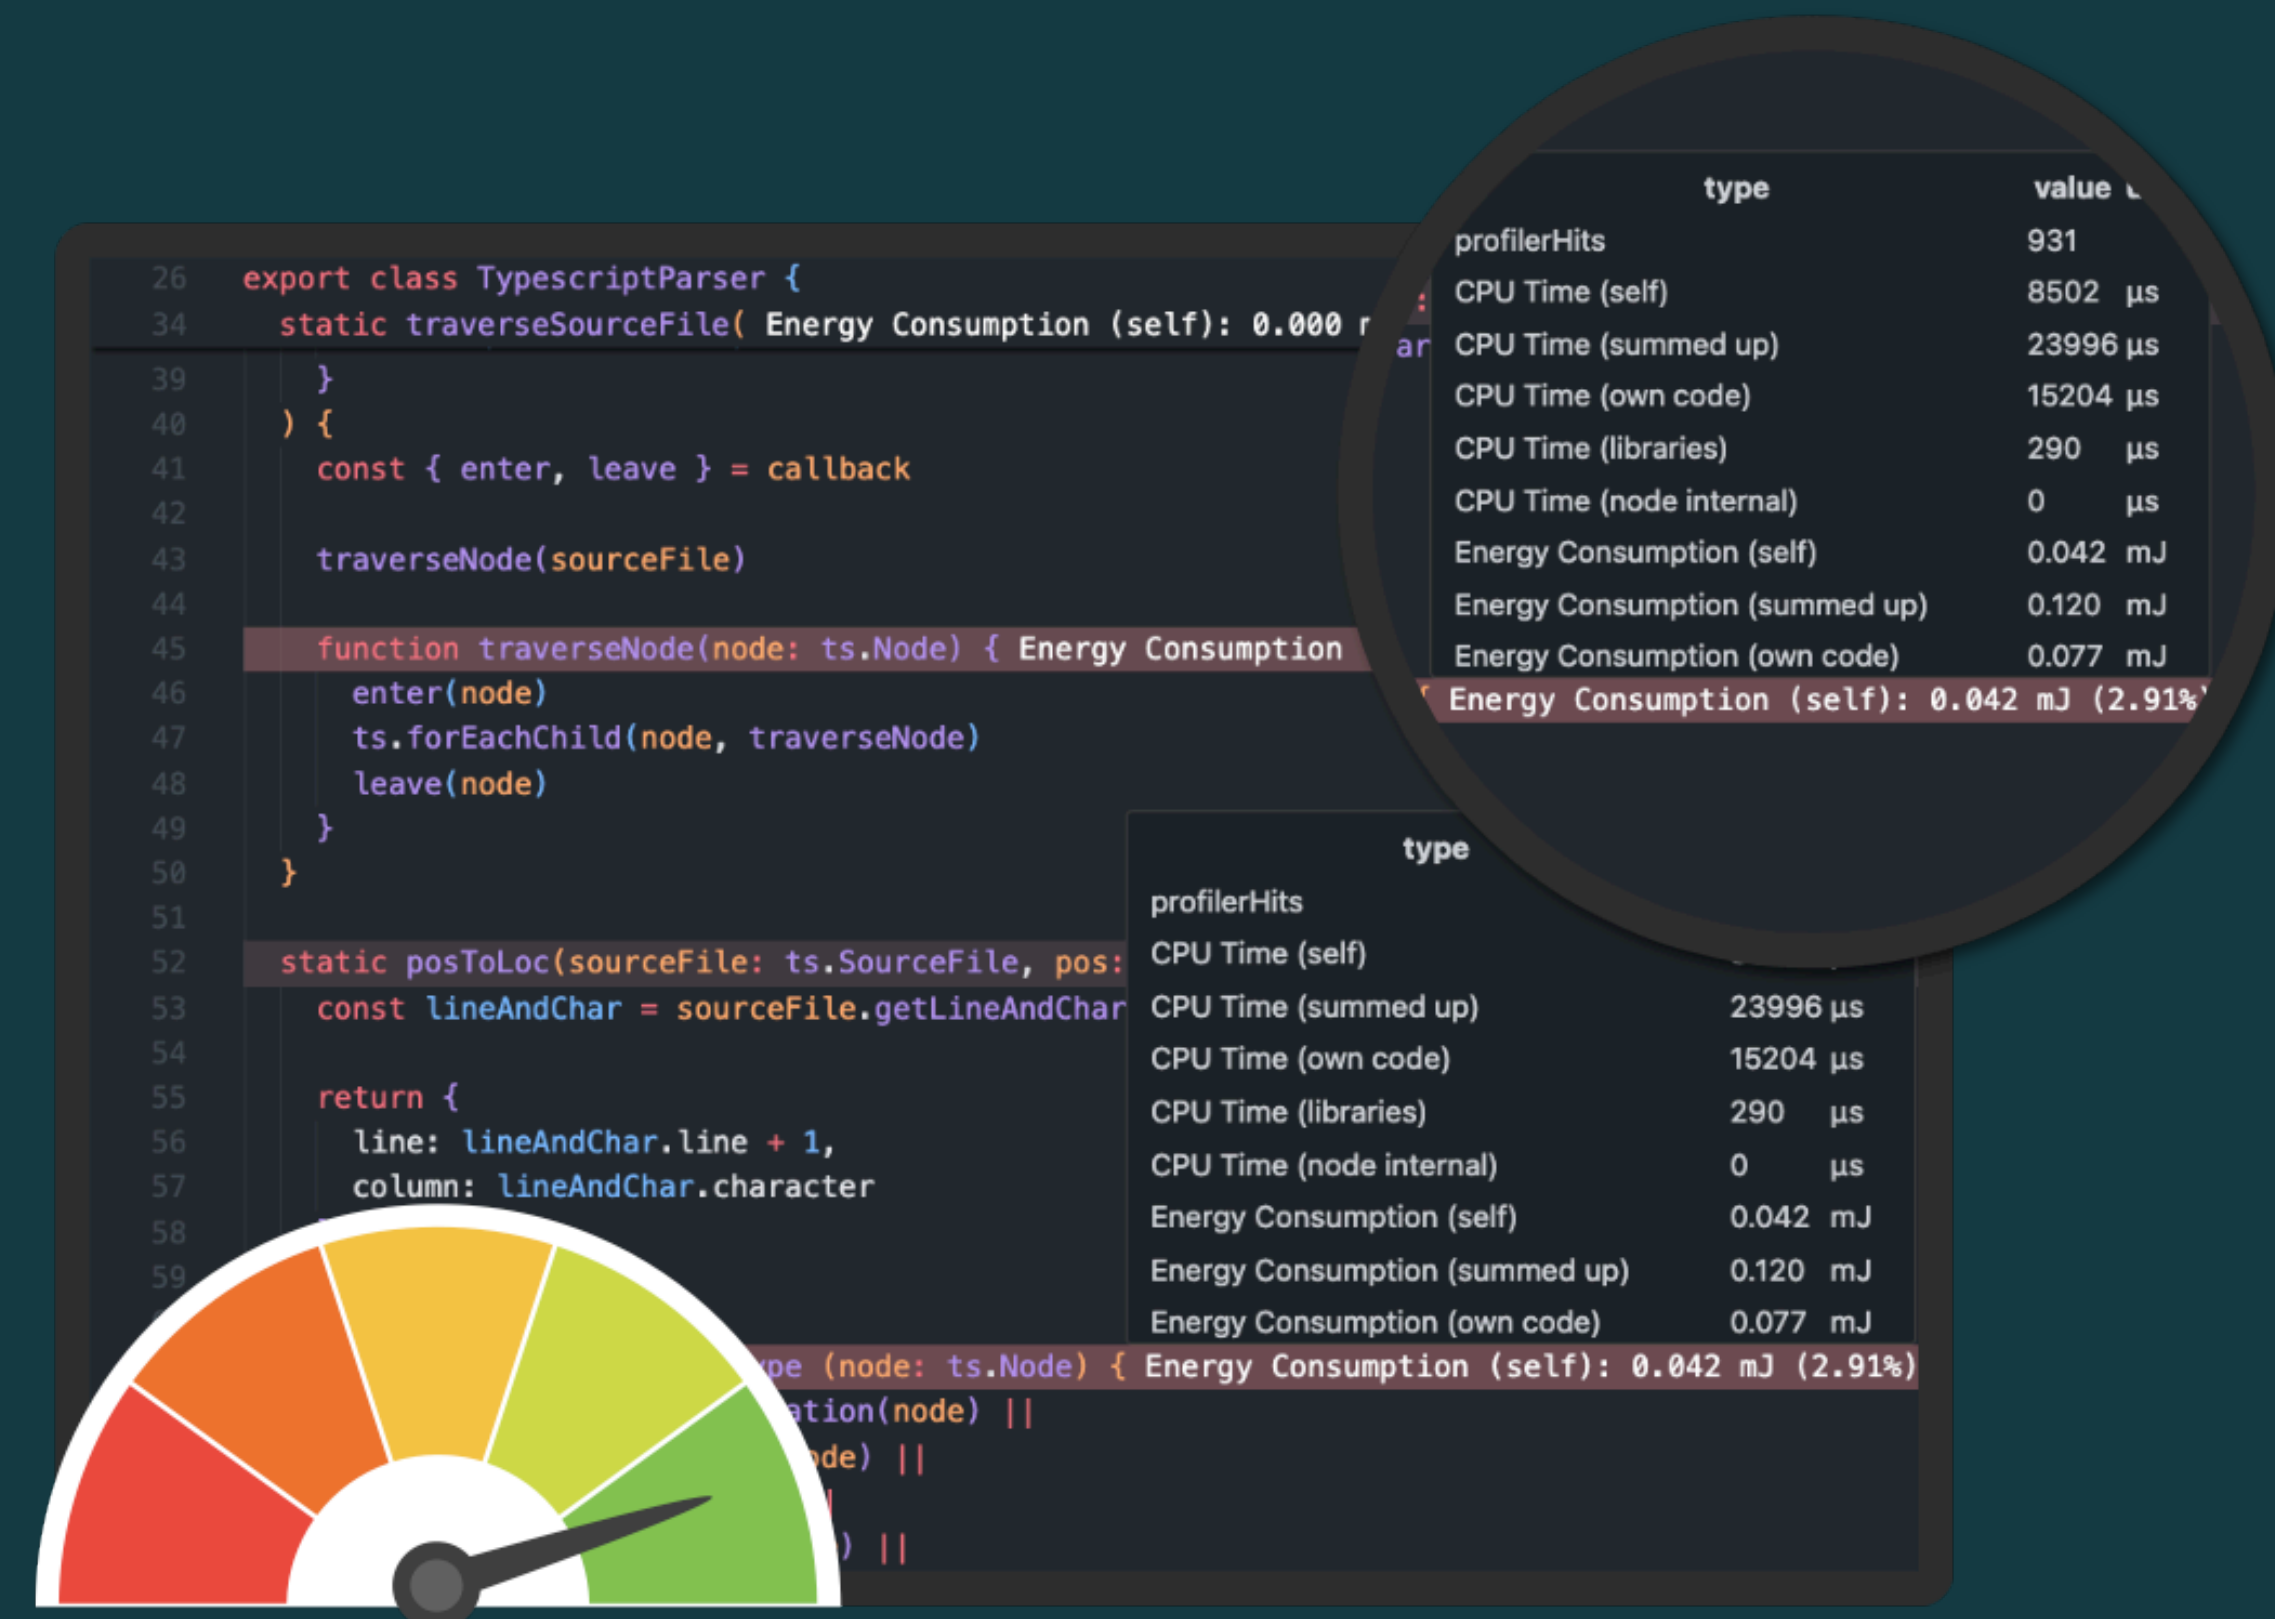 type value
profilerHits 931
CPU Time (self) 8502 μs
CPU Time (summed up) 23996 μs
CPU Time (own code) 15204 μs
CPU Time (libraries) 290 μs
CPU Time (node internal) 0 μs
Energy Consumption (self) 0.042 mJ
Energy Consumption (summed up) 0.120 mJ
Energy Consumption (own code) 0.077 mJ
{ Energy Consumption (self): 0.042 mJ (2.91%)
26 export class TypescriptParser {
34 static traverseSourceFile( Energy Consumption (self): 0.000
39 }
40 ) {
41 const { enter, leave } = callback
42
43 traverseNode(sourceFile)
44
45 function traverseNode(node: ts.Node) { Energy Consumption
46 enter(node)
47 ts.forEachChild(node, traverseNode)
48 leave(node)
49 }
50 }
51
52 static posToLoc(sourceFile: ts.SourceFile, pos:
53 const lineAndChar = sourceFile.getLineAndChar
54
55 return {
56 line: lineAndChar.line + 1,
57 column: lineAndChar.character
58
59
type
profilerHits
CPU Time (self)
CPU Time (summed up) 23996 μs
CPU Time (own code) 15204 μs
CPU Time (libraries) 290 μs
CPU Time (node internal) 0 μs
Energy Consumption (self) 0.042 mJ
Energy Consumption (summed up) 0.120 mJ
Energy Consumption (own code) 0.077 mJ
ype (node: ts.Node) { Energy Consumption (self): 0.042 mJ (2.91%)
ation(node) ||
ode) ||
) ||